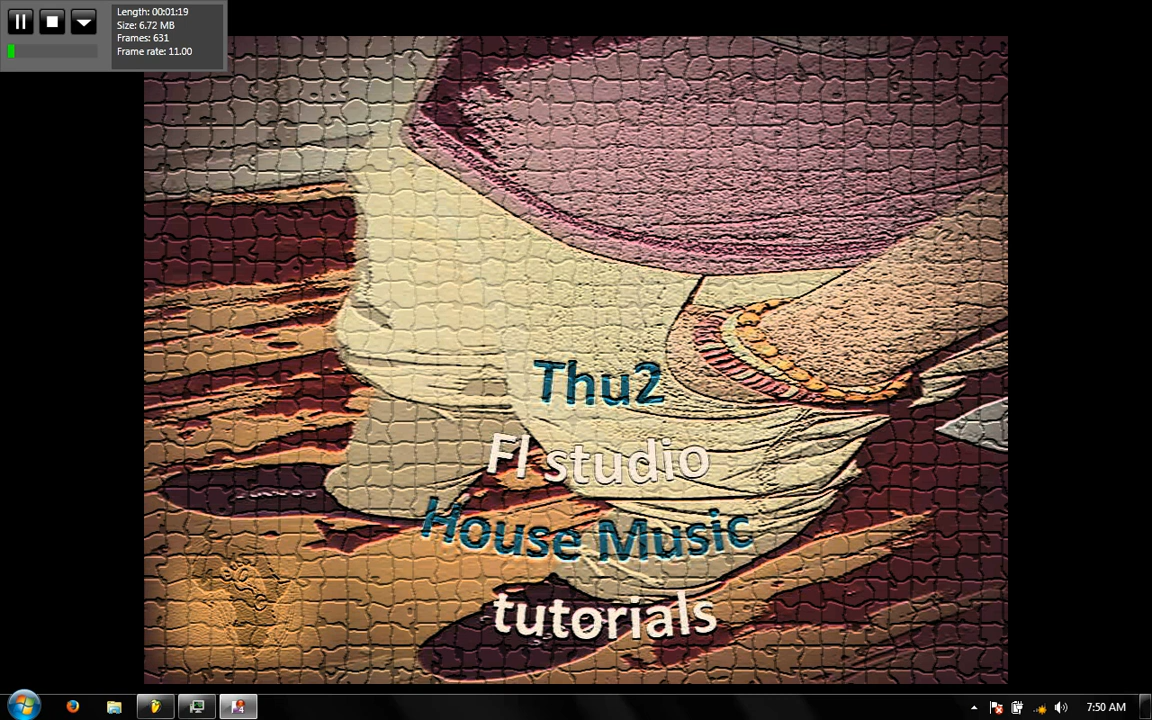 Length: 00:01:19
Size: 6.72 MB
Frames: 631
Frame rate: 11.00
Thu2
Fl studio
House Music
tutorials
7:50 AM